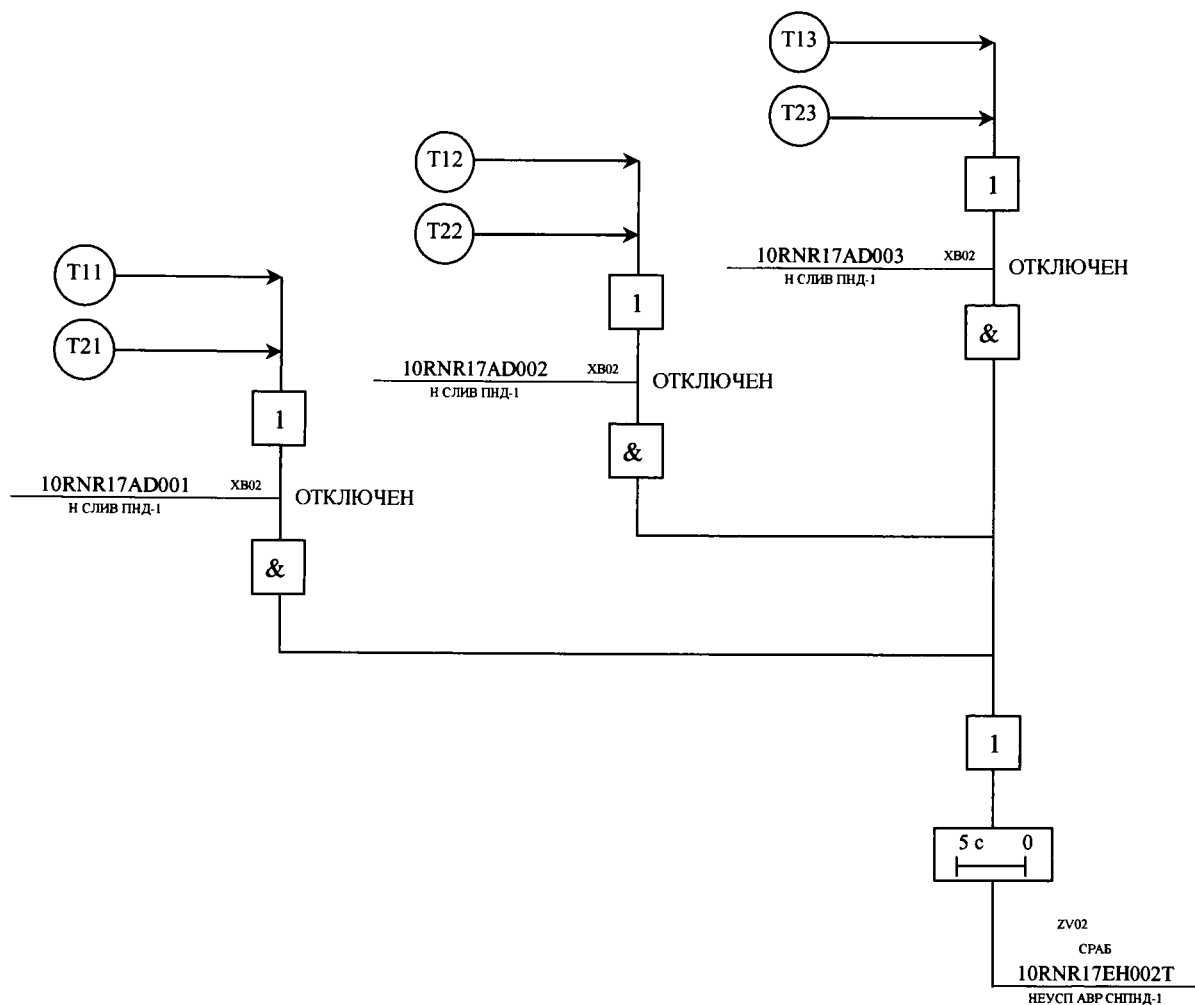 T13
T23
T12
1
T22
10RNR17AD003 XB02 ОТКЛЮЧЕН
Н СЛИВ ПНД-1
T11
1
&
T21
10RNR17AD002 XB02 ОТКЛЮЧЕН
Н СЛИВ ПНД-1
1
&
10RNR17AD001 XB02 ОТКЛЮЧЕН
Н СЛИВ ПНД-1
&
1
5 с 0
ZV02
СРАБ
10RNR17EH002T
НЕУСП АВР СНПНД-1